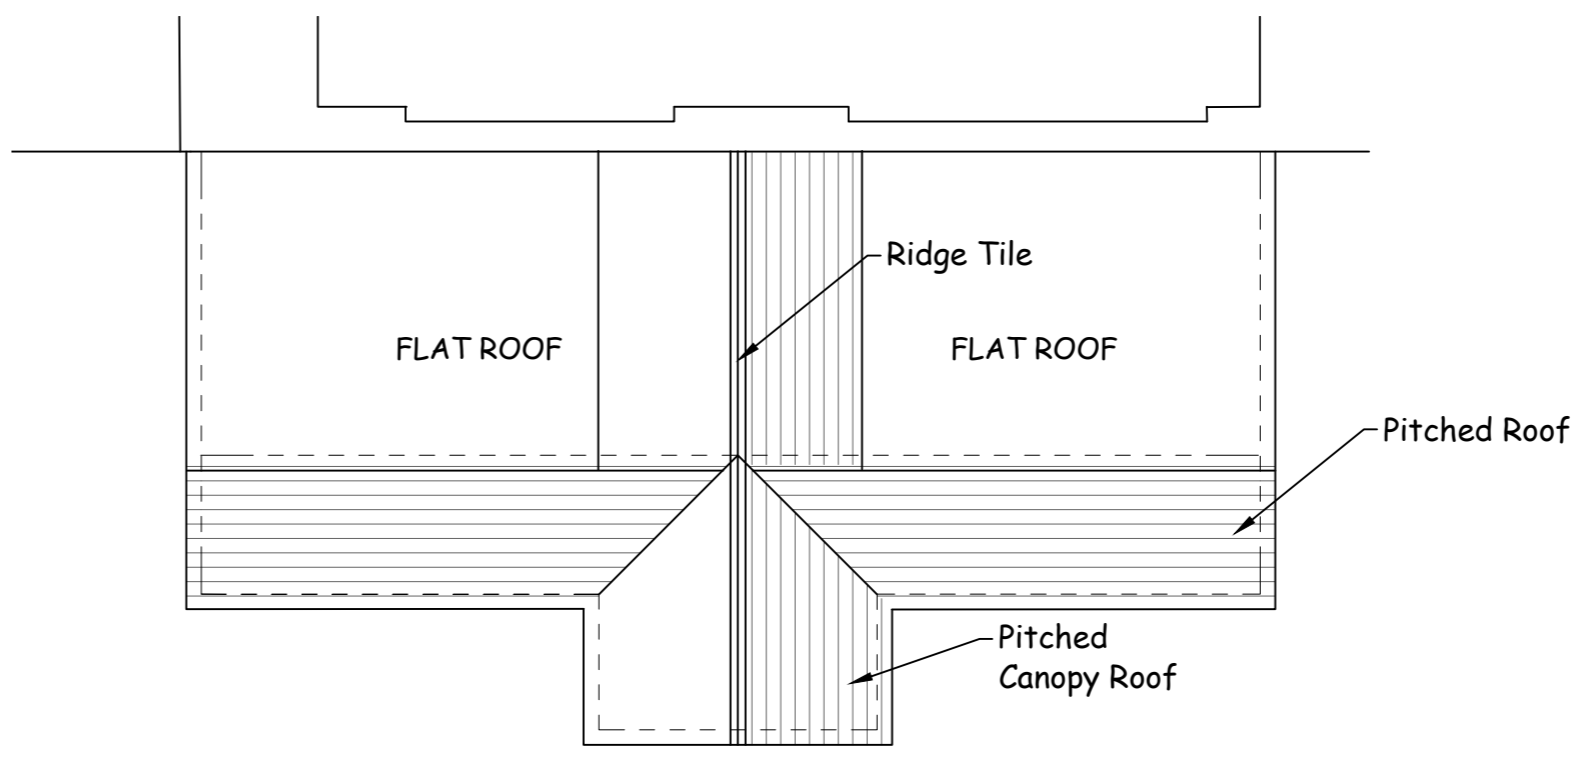 Ridge Tile
FLAT ROOF
FLAT ROOF
Pitched Roof
Pitched
Canopy Roof